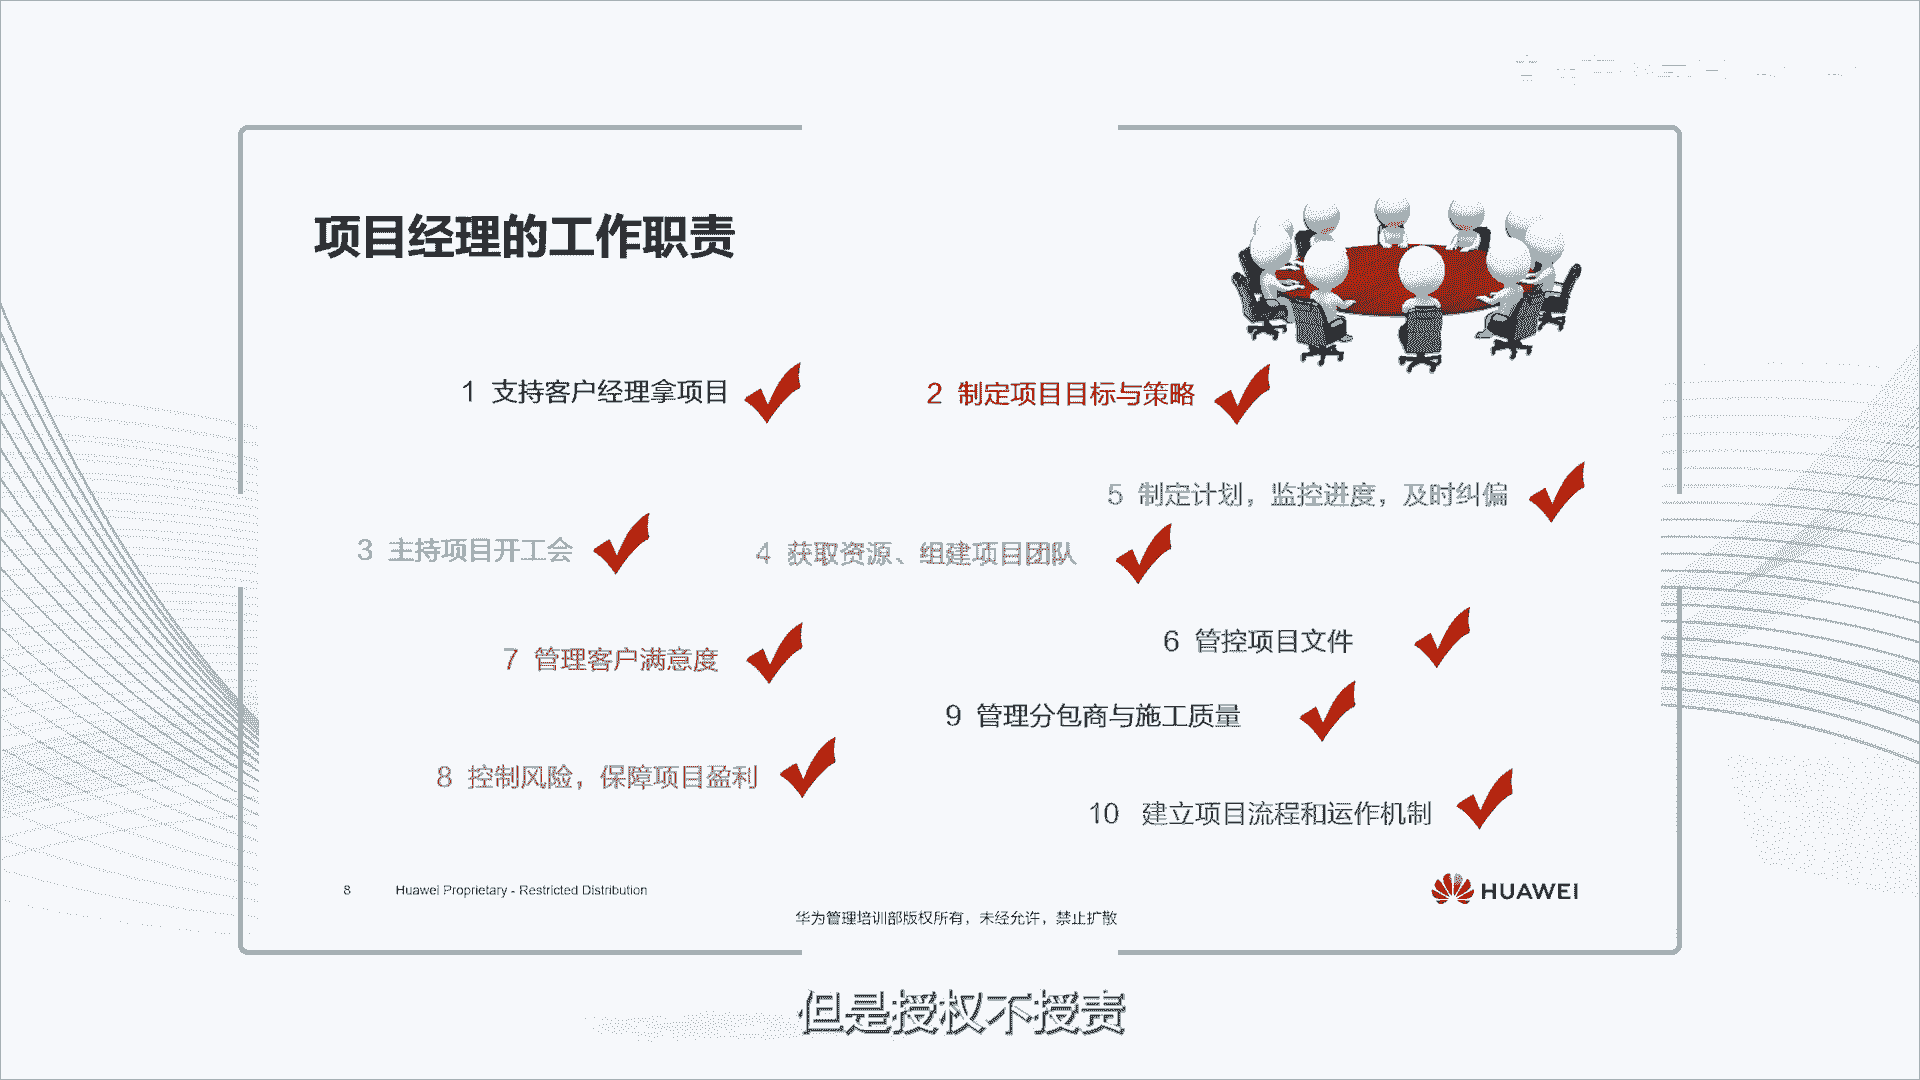 项目经理的工作职责
1 支持客户经理拿项目
2 制定项目目标与策略
3 主持项目开工会
4 获取资源、组建项目团队
5 制定计划，监控进度，及时纠偏
6 管控项目文件
7 管理客户满意度
8 控制风险，保障项目盈利
9 管理分包商与施工质量
10 建立项目流程和运作机制
8 Huawei Proprietary - Restricted Distribution
HUAWEI
华为管理培训部版权所有，未经允许，禁止扩散
但是授权不授责